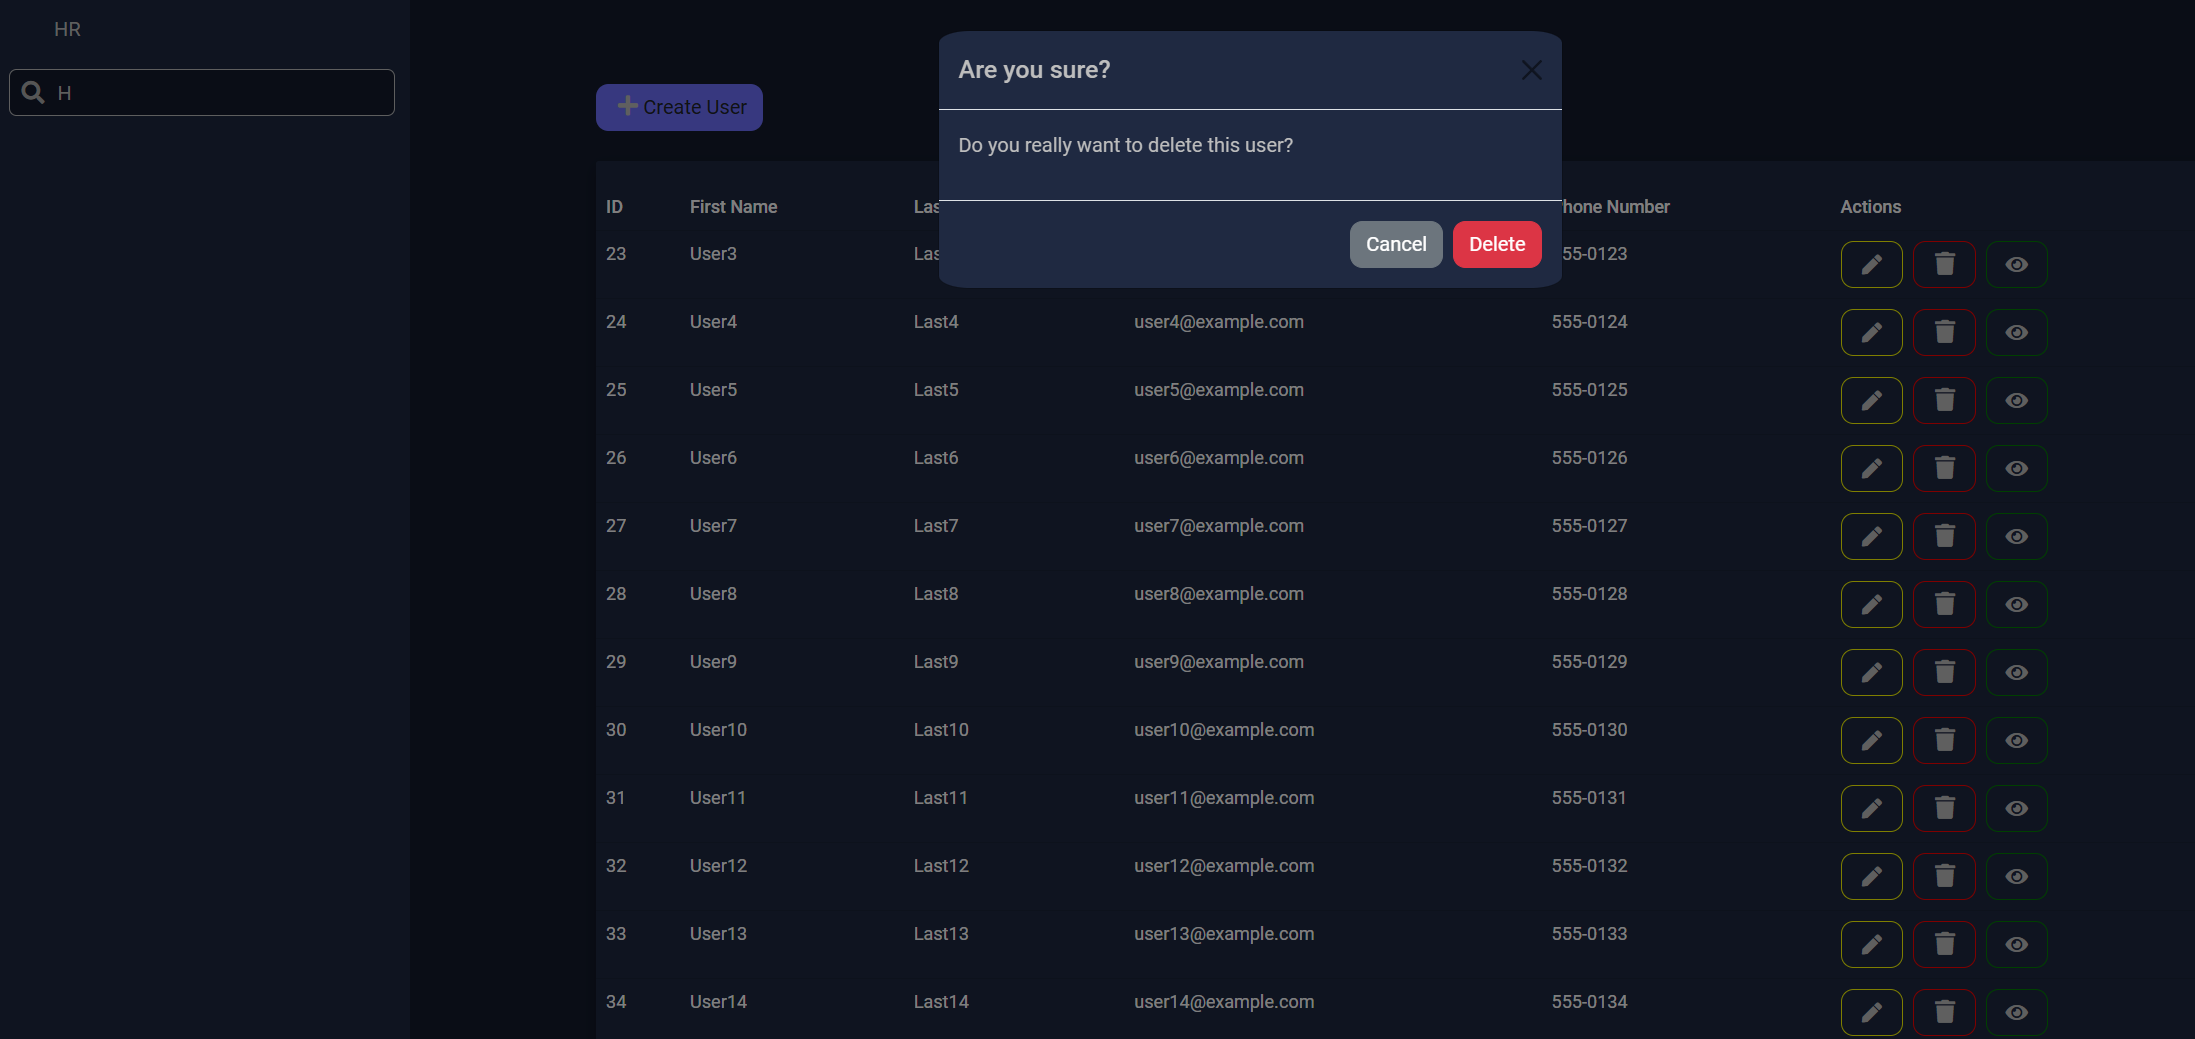 HR
H
Create User
Are you sure?
Do you really want to delete this user?
Cancel Delete
ID First Name Las hone Number Actions
23 User3 Las 55-0123
24 User4 Last4 user4@example.com 555-0124
25 User5 Last5 user5@example.com 555-0125
26 User6 Last6 user6@example.com 555-0126
27 User7 Last7 user7@example.com 555-0127
28 User8 Last8 user8@example.com 555-0128
29 User9 Last9 user9@example.com 555-0129
30 User10 Last10 user10@example.com 555-0130
31 User11 Last11 user11@example.com 555-0131
32 User12 Last12 user12@example.com 555-0132
33 User13 Last13 user13@example.com 555-0133
34 User14 Last14 user14@example.com 555-0134